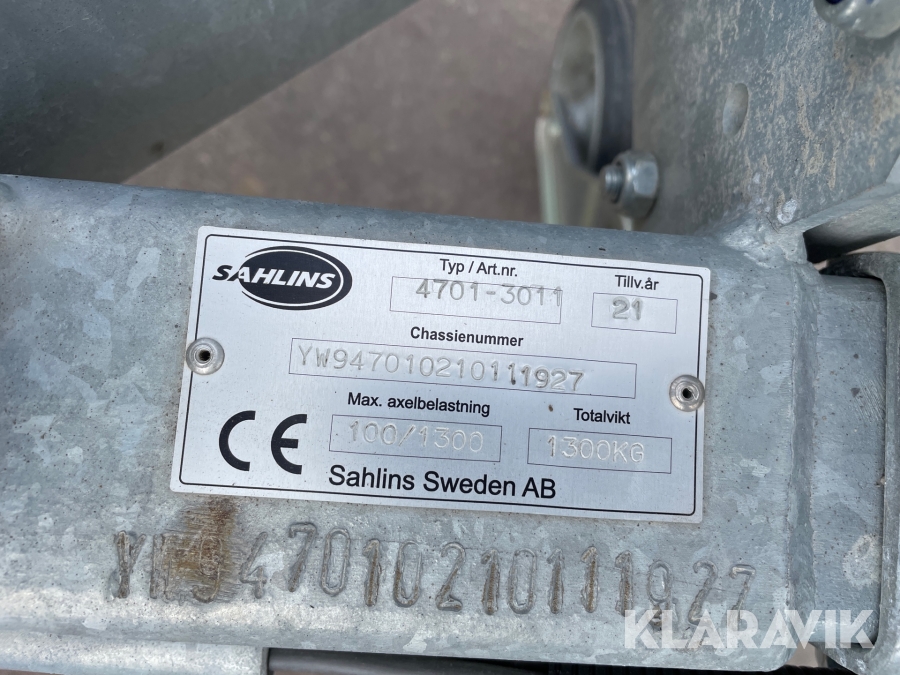 SAHLINS
Typ / Art.nr.
Tillv.år
4701-3011
21
Chassienummer
YW947010210111927
Max. axelbelastning
Totalvikt
CE
100/1300
1300KG
Sahlins Sweden AB
YW947010210111927
KLARAVIK